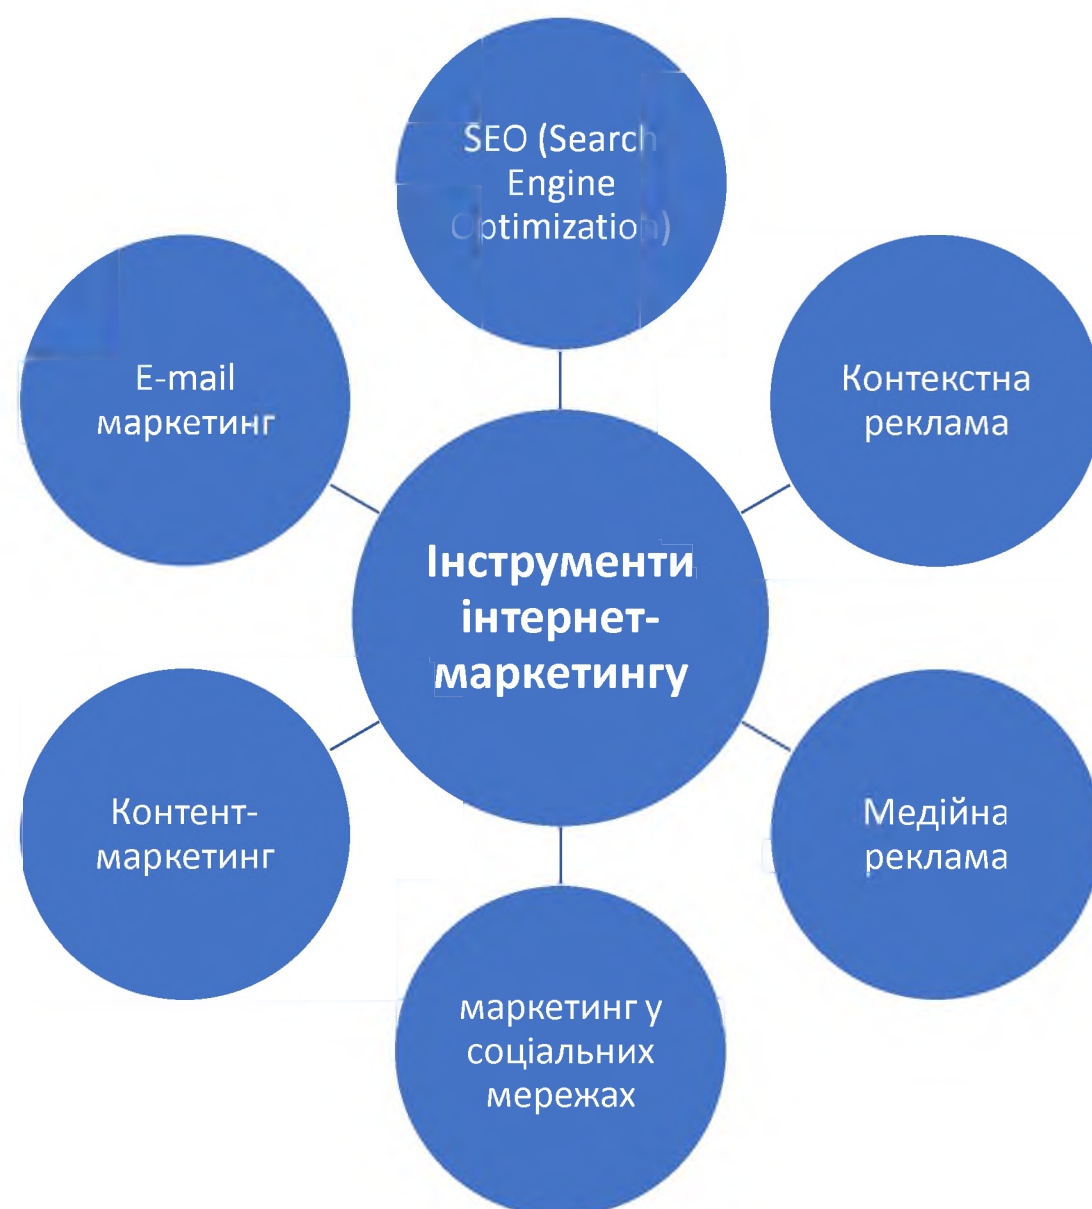 SEO (Search
Engine
Optimization)
E-mail
маркетинг
Контекстна
реклама
Інструменти
інтернет-
маркетингу
Контент-
маркетинг
Медійна
реклама
маркетинг у
соціальних
мережах